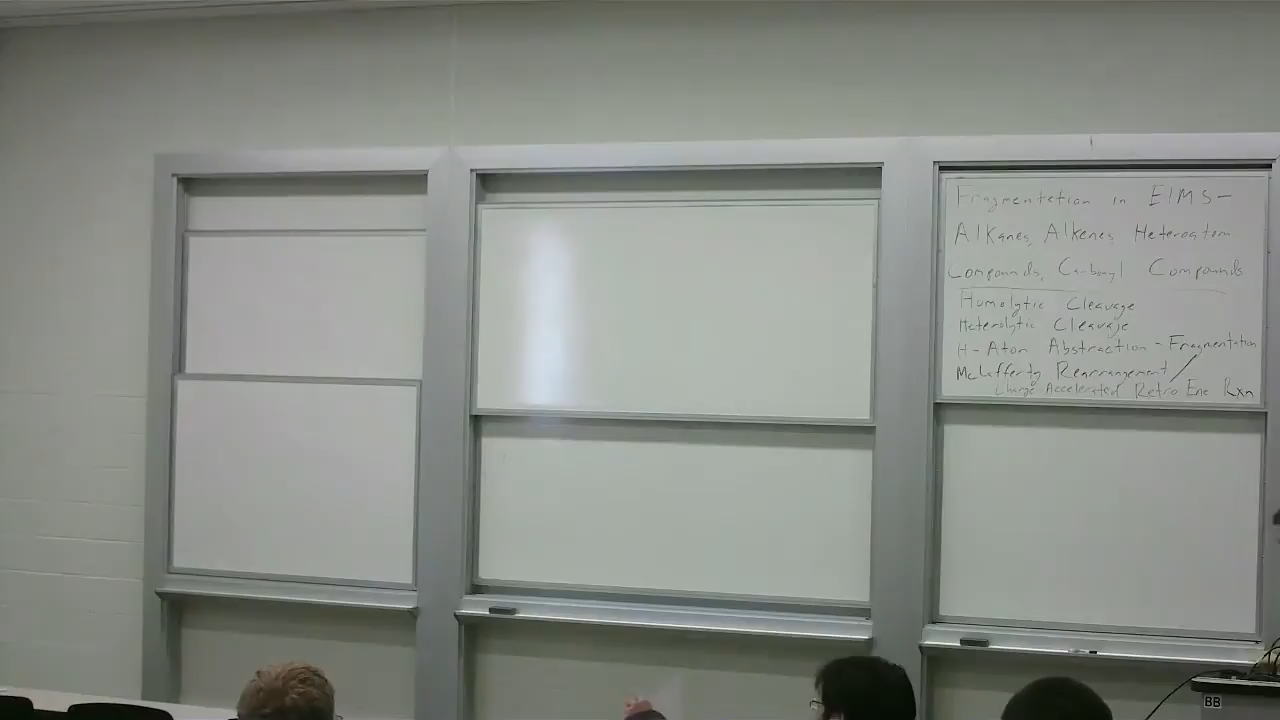 Fragmentation in EIMS-
Alkanes, Alkenes, Heteroatom
Compounds, Carbonyl Compounds
Homolytic Cleavage
Heterolytic Cleavage
H-Atom Abstraction - Fragmentation
McLafferty Rearrangement
Charge Accelerated Retro Ene Rxn
BB